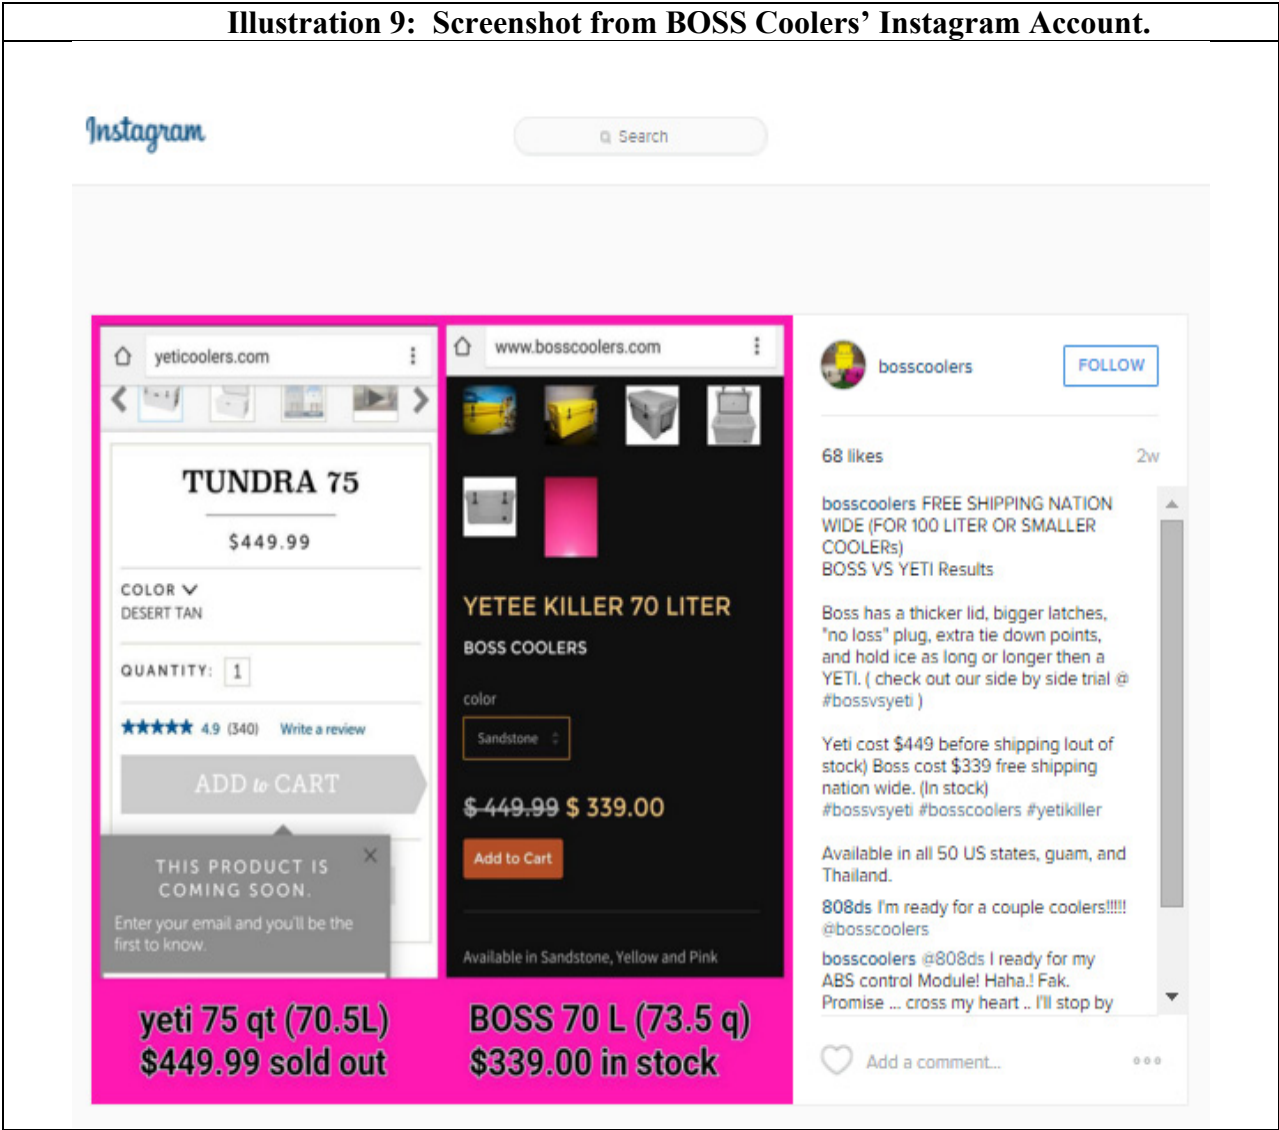 Illustration 9: Screenshot from BOSS Coolers’ Instagram Account.
Instagram
Search
yeticoolers.com
TUNDRA 75
$449.99
COLOR
DESERT TAN
QUANTITY: 1
4.9 (340) Write a review
ADD to CART
THIS PRODUCT IS
COMING SOON.
Enter your email and you'll be the
first to know.
yeti 75 qt (70.5L)
$449.99 sold out
www.bosscoolers.com
YETEE KILLER 70 LITER
BOSS COOLERS
color
Sandstone
$ 449.99 $ 339.00
Add to Cart
Available in Sandstone, Yellow and Pink
BOSS 70 L (73.5 q)
$339.00 in stock
bosscoolers
FOLLOW
68 likes 2w
bosscoolers FREE SHIPPING NATION
WIDE (FOR 100 LITER OR SMALLER
COOLERs)
BOSS VS YETI Results
Boss has a thicker lid, bigger latches,
"no loss" plug, extra tie down points,
and hold ice as long or longer then a
YETI. ( check out our side by side trial @
#bossvsyeti )
Yeti cost $449 before shipping lout of
stock) Boss cost $339 free shipping
nation wide. (In stock)
#bossvsyeti #bosscoolers #yetikiller
Available in all 50 US states, guam, and
Thailand.
808ds I'm ready for a couple coolers!!!!!
@bosscoolers
bosscoolers @808ds I ready for my
ABS control Module! Haha.! Fak.
Promise ... cross my heart .. I'll stop by
Add a comment...